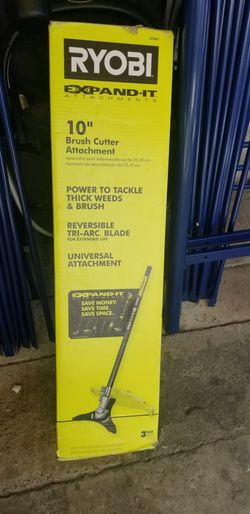 RYOBI
EXPAND-IT
ATTACHMENTS
10"
Brush Cutter
Attachment
POWER TO TACKLE
THICK WEEDS
& BRUSH
REVERSIBLE
TRI-ARC BLADE
FOR EXTENDED LIFE
UNIVERSAL
ATTACHMENT
EXPAND-IT
SAVE MONEY.
SAVE TIME.
SAVE SPACE.
3